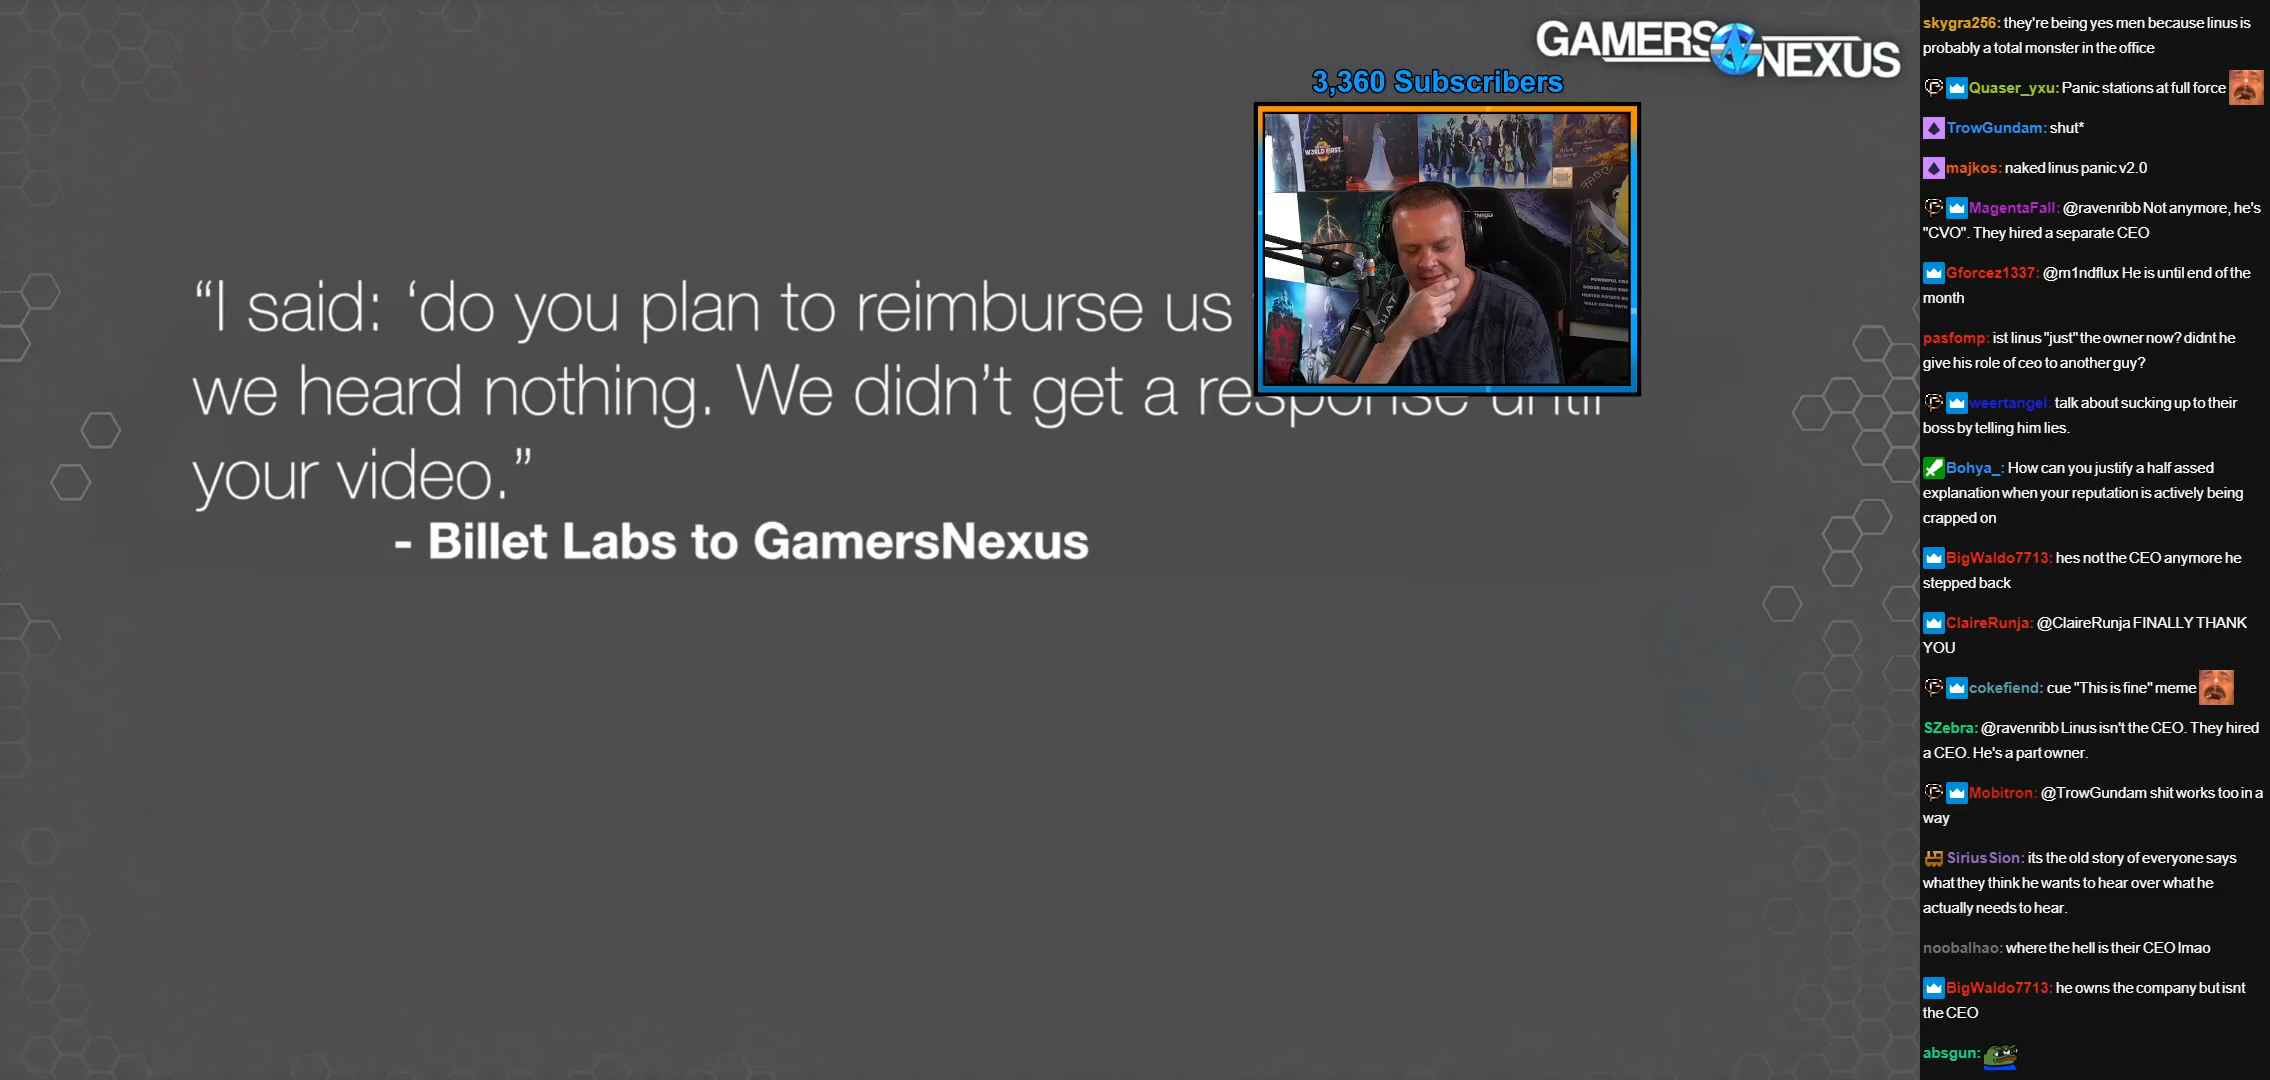 GAMERS NEXUS
3,360 Subscribers
“I said: ‘do you plan to reimburse us
we heard nothing. We didn’t get a response until
your video.”
- Billet Labs to GamersNexus
skygra256: they're being yes men because linus is
probably a total monster in the office
Quaser_yxu: Panic stations at full force
TrowGundam: shut*
majkos: naked linus panic v2.0
MagentaFall: @ravenribb Not anymore, he's
"CVO". They hired a separate CEO
Gforcez1337: @m1ndflux He is until end of the
month
pasfomp: ist linus "just" the owner now? didnt he
give his role of ceo to another guy?
weertangel: talk about sucking up to their
boss by telling him lies.
Bohya_: How can you justify a half assed
explanation when your reputation is actively being
crapped on
BigWaldo7713: hes not the CEO anymore he
stepped back
ClaireRunja: @ClaireRunja FINALLY THANK
YOU
cokefiend: cue "This is fine" meme
SZebra: @ravenribb Linus isn't the CEO. They hired
a CEO. He's a part owner.
Mobitron: @TrowGundam shit works too in a
way
SiriusSion: its the old story of everyone says
what they think he wants to hear over what he
actually needs to hear.
noobalhao: where the hell is their CEO lmao
BigWaldo7713: he owns the company but isnt
the CEO
absgun: